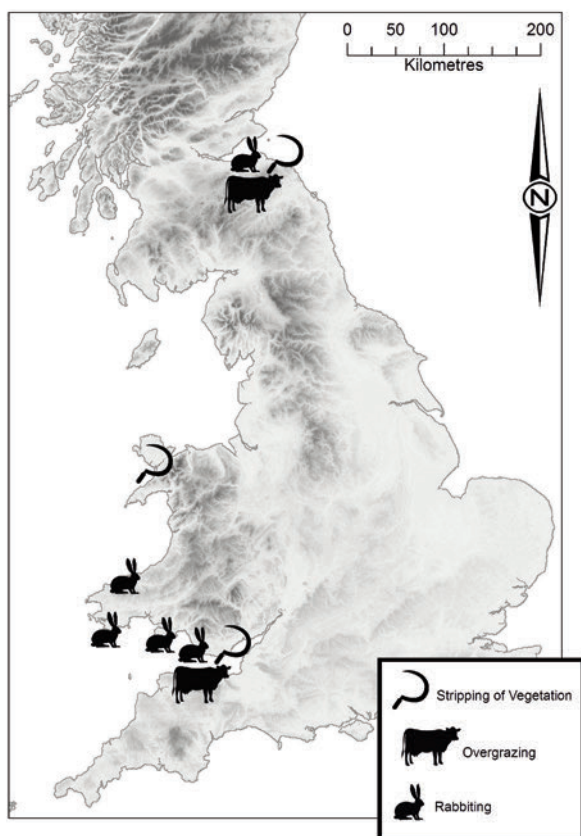 0 50 100 200
Kilometres
N
Stripping of Vegetation
Overgrazing
Rabbiting